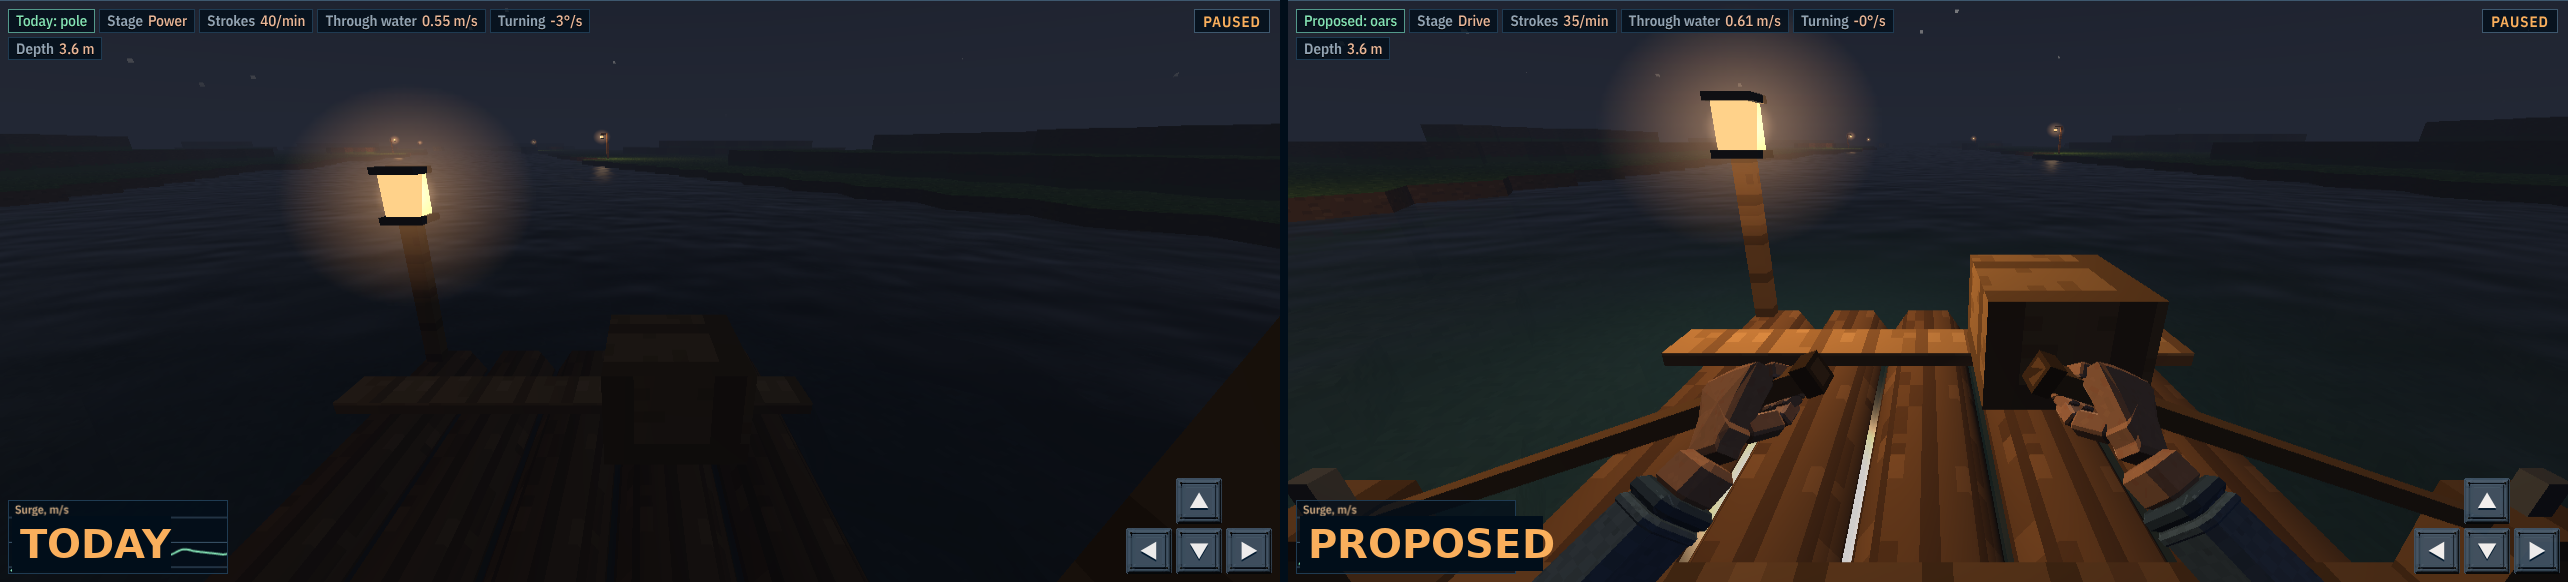 Today: pole
Stage Power
Strokes 40/min
Through water 0.55 m/s
Turning -3°/s
PAUSED
Depth 3.6 m
Surge, m/s
TODAY
Proposed: oars
Stage Drive
Strokes 35/min
Through water 0.61 m/s
Turning -0°/s
PAUSED
Depth 3.6 m
Surge, m/s
PROPOSED